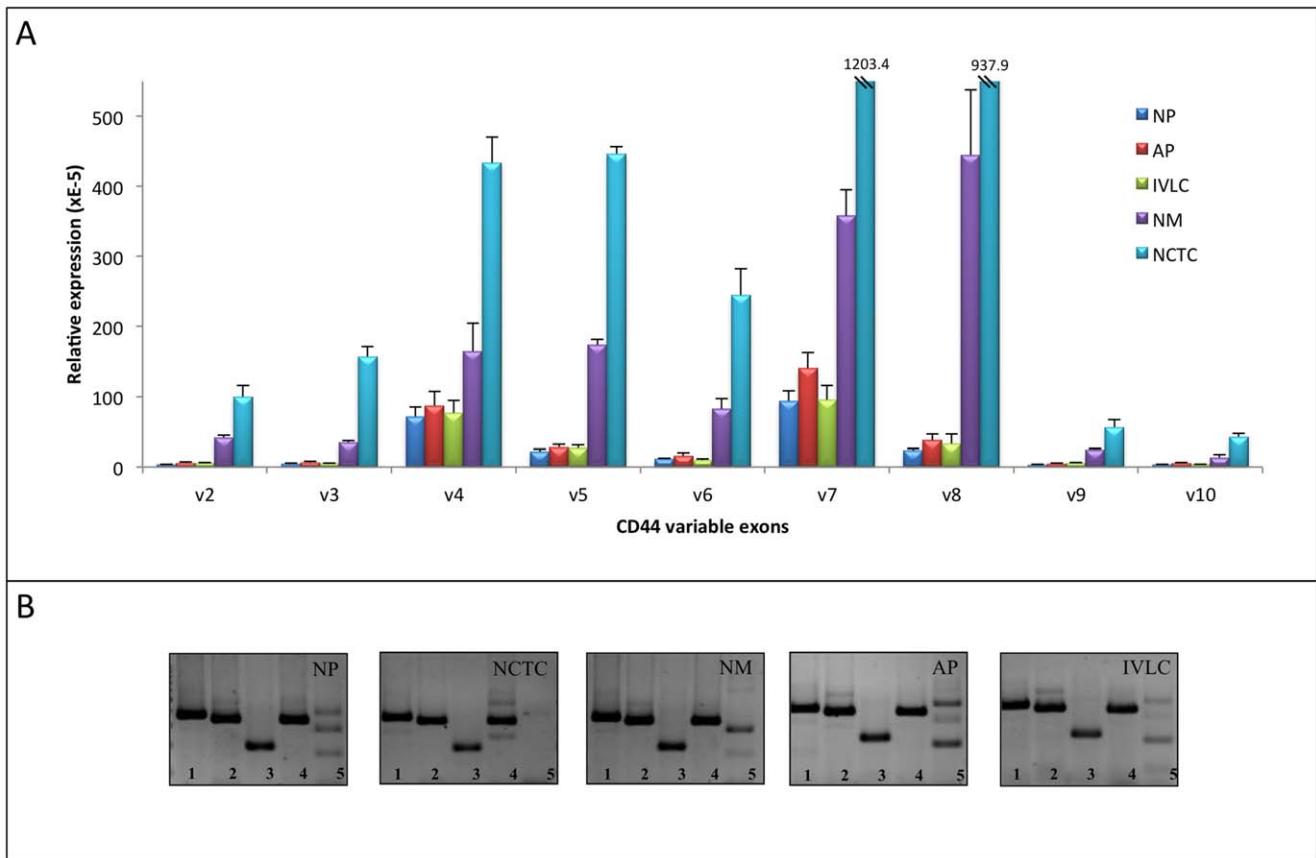 A
1203.4 937.9
500
400
300
200
100
0
Relative expression (xE-5)
NP
AP
IVLC
NM
NCTC
v2 v3 v4 v5 v6 v7 v8 v9 v10
CD44 variable exons
B
NP
1 2 3 4 5
NCTC
1 2 3 4 5
NM
1 2 3 4 5
AP
1 2 3 4 5
IVLC
1 2 3 4 5